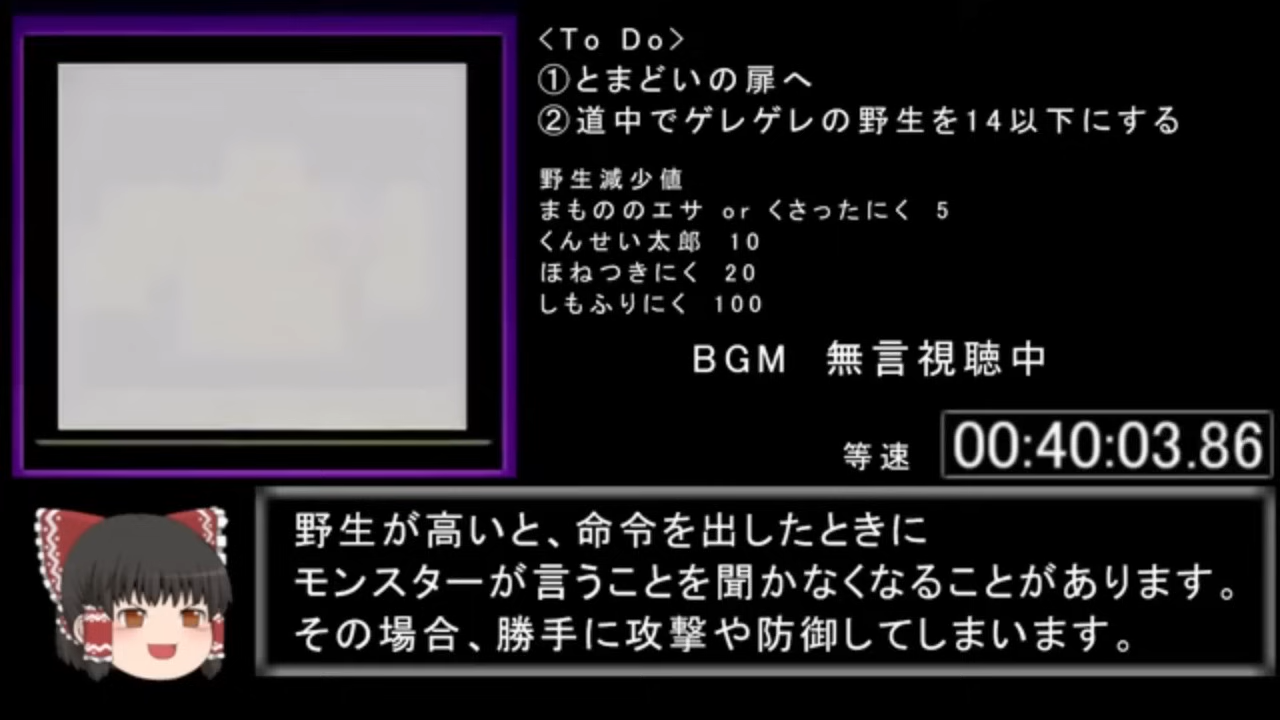 <To Do>
①とまどいの扉へ
②道中でゲレゲレの野生を14以下にする
野生減少値
まもののエサ or くさったにく 5
くんせい太郎 10
ほねつきにく 20
しもふりにく 100
BGM 無言視聴中
等速 00:40:03.86
野生が高いと、命令を出したときに
モンスターが言うことを聞かなくなることがあります。
その場合、勝手に攻撃や防御してしまいます。